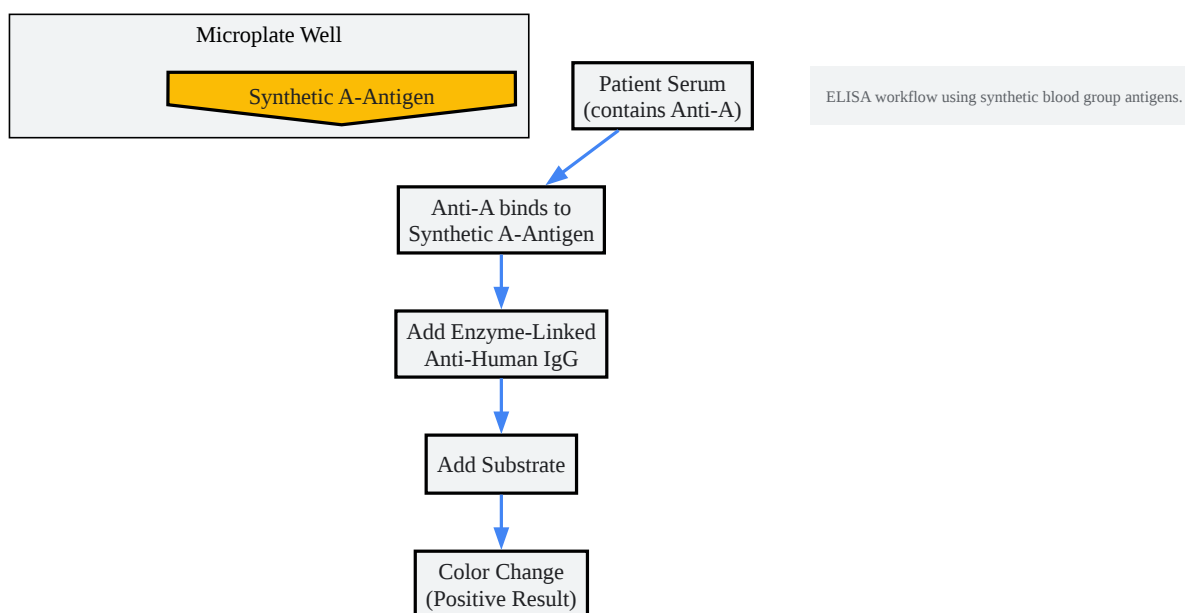 Microplate Well
Synthetic A-Antigen
Patient Serum
(contains Anti-A)
ELISA workflow using synthetic blood group antigens.
Anti-A binds to
Synthetic A-Antigen
Add Enzyme-Linked
Anti-Human IgG
Add Substrate
Color Change
(Positive Result)